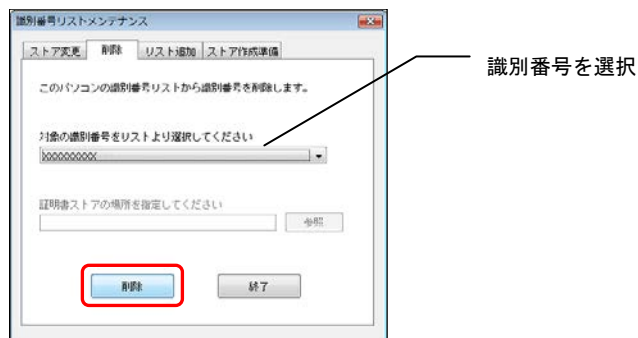 識別番号リストメンテナンス
ストア変更 削除 リスト追加 ストア作成準備
このパソコンの識別番号リストから識別番号を削除します。
識別番号を選択
対象の識別番号をリストより選択してください
XXXXXXXXXX
証明書ストアの場所を指定してください
参照
削除 終了